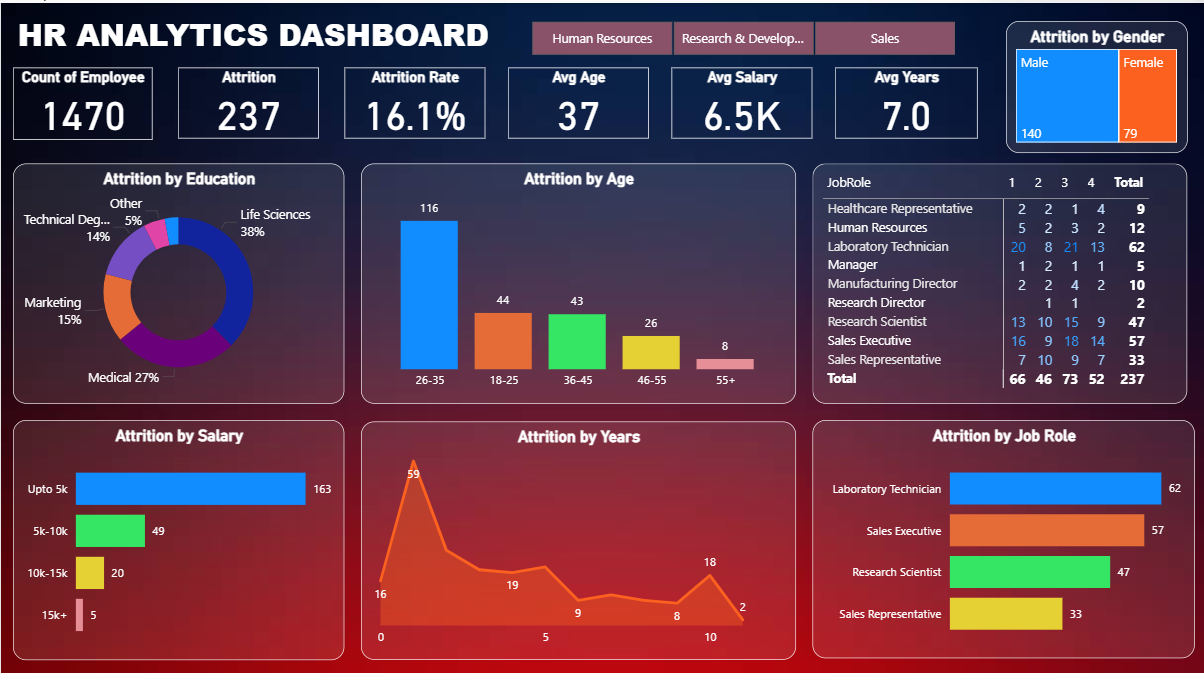 HR ANALYTICS DASHBOARD
Human Resources
Research & Develop...
Sales
Count of Employee
1470
Attrition
237
Attrition Rate
16.1%
Avg Age
37
Avg Salary
6.5K
Avg Years
7.0
Attrition by Gender
Male
140
Female
79
Attrition by Education
Other
5%
Technical Deg...
14%
Life Sciences
38%
Marketing
15%
Medical 27%
Attrition by Age
116
44
43
26
8
26-35 18-25 36-45 46-55 55+
JobRole 1 2 3 4 Total
Healthcare Representative 2 2 1 4 9
Human Resources 5 2 3 2 12
Laboratory Technician 20 8 21 13 62
Manager 1 2 1 1 5
Manufacturing Director 2 2 4 2 10
Research Director 1 1 2
Research Scientist 13 10 15 9 47
Sales Executive 16 9 18 14 57
Sales Representative 7 10 9 7 33
Total 66 46 73 52 237
Attrition by Salary
Upto 5k 163
5k-10k 49
10k-15k 20
15k+ 5
Attrition by Years
16
59
19
9
8
18
2
0 5 10
Attrition by Job Role
Laboratory Technician 62
Sales Executive 57
Research Scientist 47
Sales Representative 33